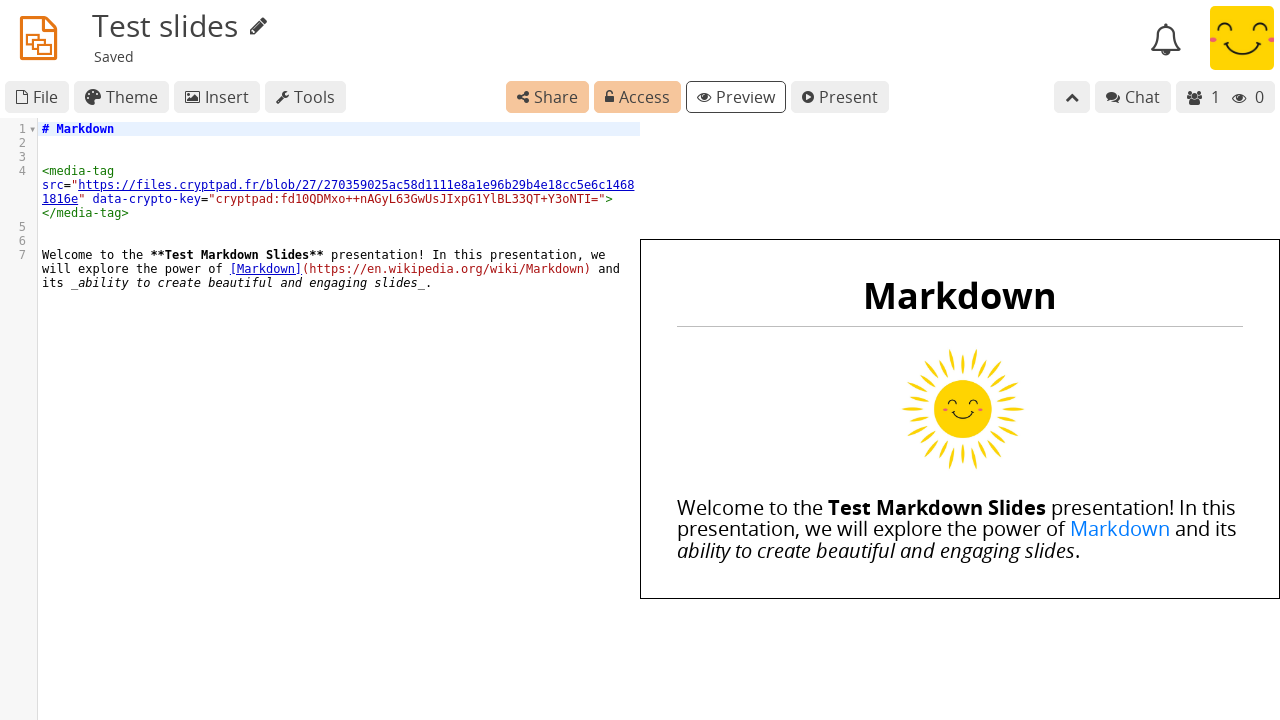 Test slides
Saved
File Theme Insert Tools Share Access Preview Present Chat 1 0
1 # Markdown
2
3
4 <media-tag
src="https://files.cryptpad.fr/blob/27/270359025ac58d1111e8a1e96b29b4e18cc5e6c1468
1816e" data-crypto-key="cryptpad:fd10QDMxo++nAGyL63GwUsJIxpG1YlBL33QT+Y3oNTI=">
</media-tag>
5
6
7 Welcome to the **Test Markdown Slides** presentation! In this presentation, we
will explore the power of [Markdown](https://en.wikipedia.org/wiki/Markdown) and
its _ability to create beautiful and engaging slides_.
Markdown
Welcome to the Test Markdown Slides presentation! In this
presentation, we will explore the power of Markdown and its
ability to create beautiful and engaging slides.